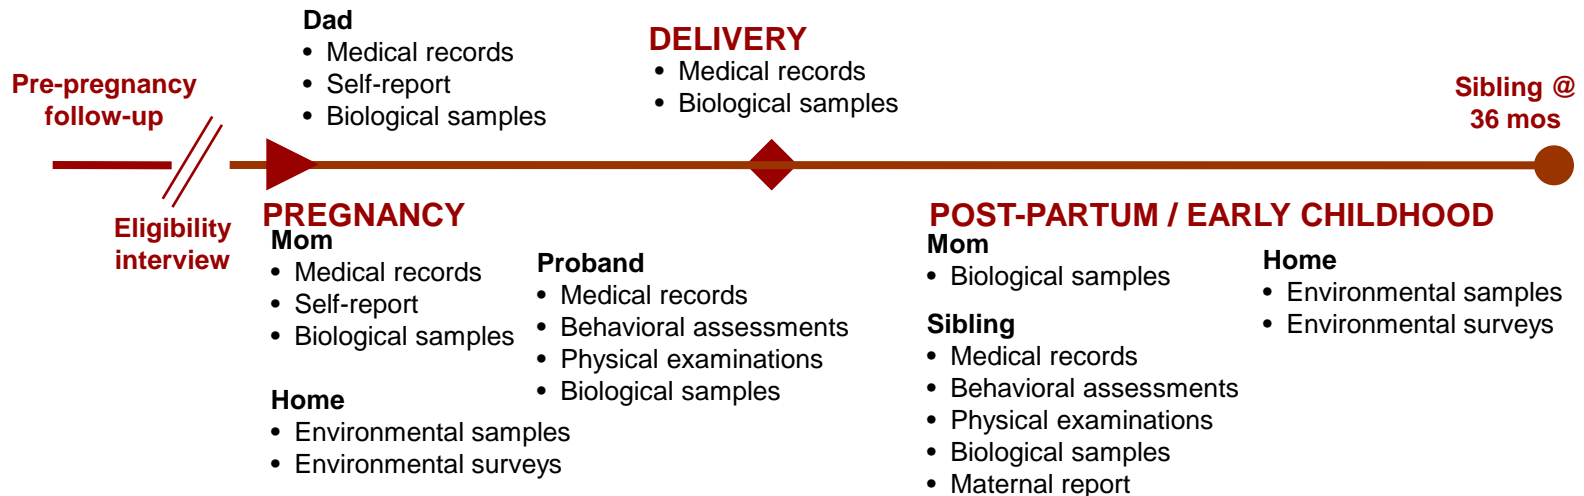 Pre-pregnancy
follow-up
Eligibility
interview
Dad
• Medical records
• Self-report
• Biological samples
DELIVERY
• Medical records
• Biological samples
Sibling @
36 mos
PREGNANCY
Mom
• Medical records
• Self-report
• Biological samples
Home
• Environmental samples
• Environmental surveys
Proband
• Medical records
• Behavioral assessments
• Physical examinations
• Biological samples
POST-PARTUM / EARLY CHILDHOOD
Mom
• Biological samples
Sibling
• Medical records
• Behavioral assessments
• Physical examinations
• Biological samples
• Maternal report
Home
• Environmental samples
• Environmental surveys